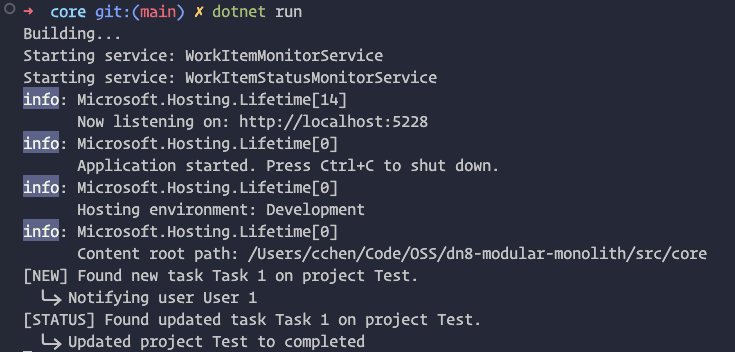 ➜ core git:(main) ✗ dotnet run
Building...
Starting service: WorkItemMonitorService
Starting service: WorkItemStatusMonitorService
info: Microsoft.Hosting.Lifetime[14]
Now listening on: http://localhost:5228
info: Microsoft.Hosting.Lifetime[0]
Application started. Press Ctrl+C to shut down.
info: Microsoft.Hosting.Lifetime[0]
Hosting environment: Development
info: Microsoft.Hosting.Lifetime[0]
Content root path: /Users/cchen/Code/OSS/dn8-modular-monolith/src/core
[NEW] Found new task Task 1 on project Test.
╰─› Notifying user User 1
[STATUS] Found updated task Task 1 on project Test.
╰─› Updated project Test to completed